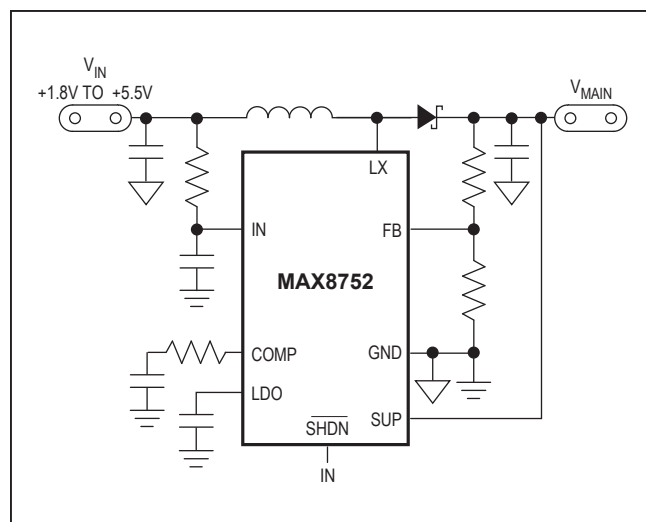 V_IN
+1.8V TO +5.5V
V_MAIN
LX
IN
FB
MAX8752
COMP
GND
LDO
SHDN
SUP
IN